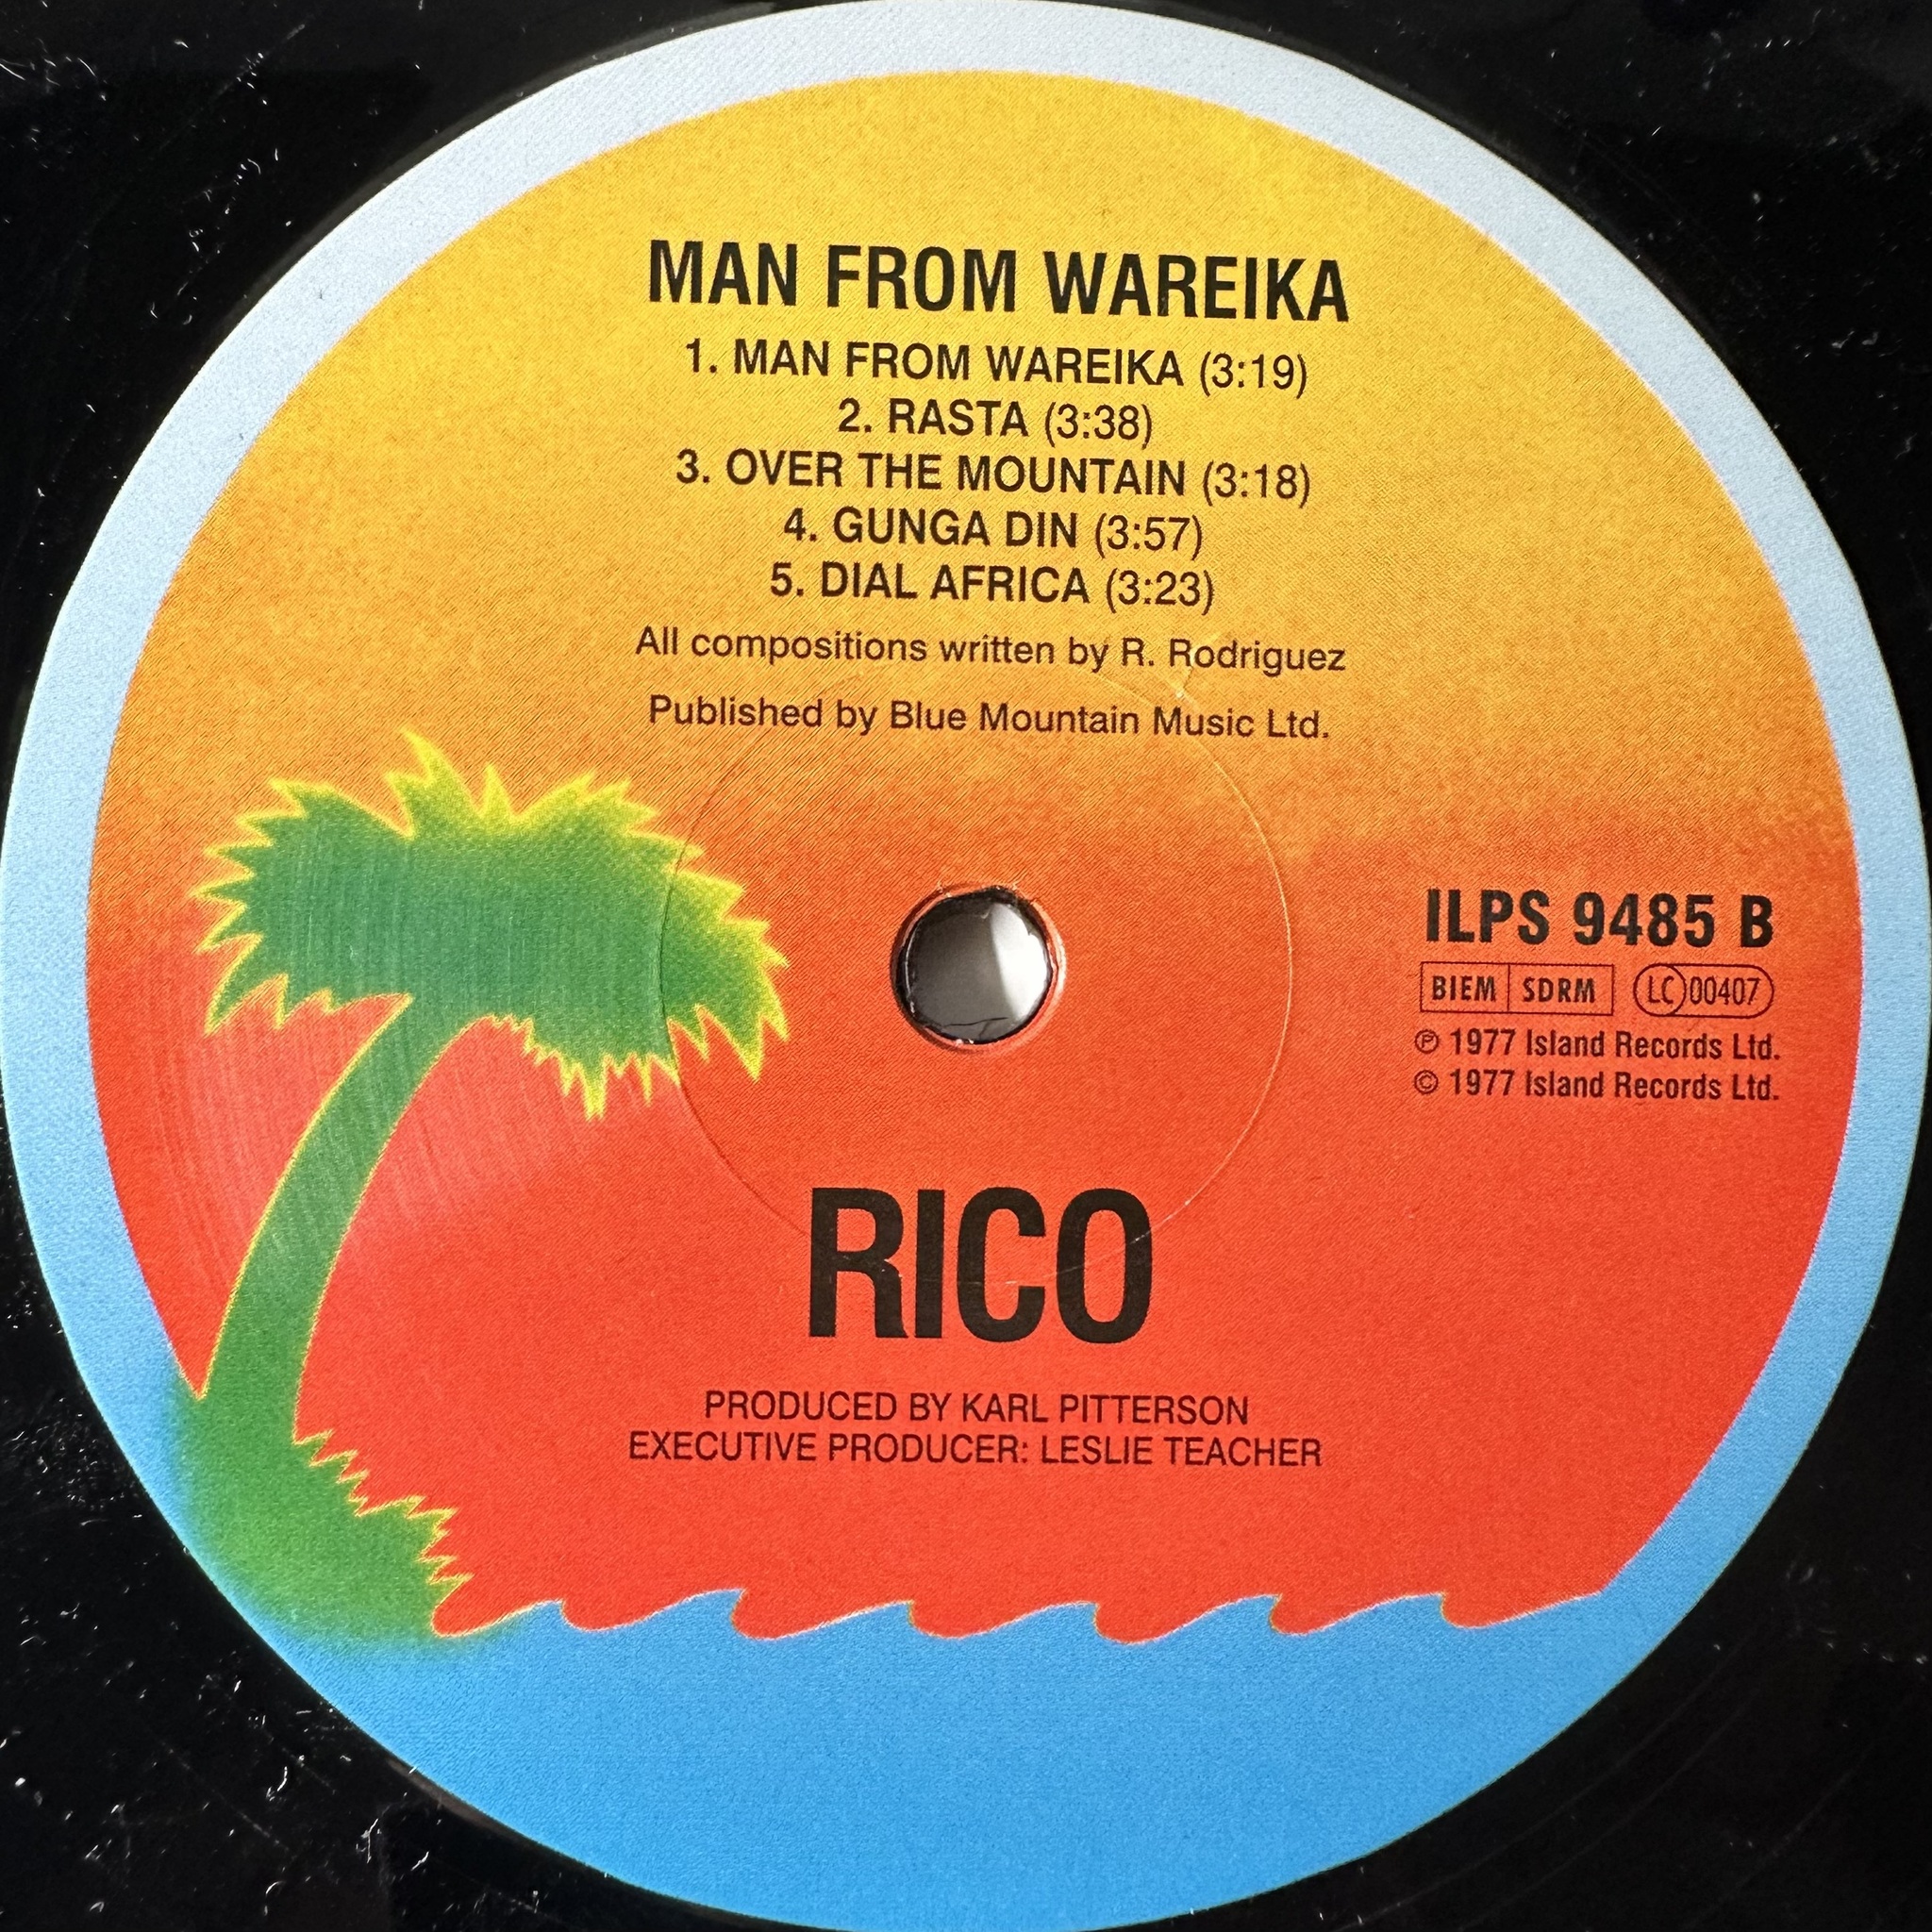 MAN FROM WAREIKA
1. MAN FROM WAREIKA (3:19)
2. RASTA (3:38)
3. OVER THE MOUNTAIN (3:18)
4. GUNGA DIN (3:57)
5. DIAL AFRICA (3:23)
All compositions written by R. Rodriguez
Published by Blue Mountain Music Ltd.
ILPS 9485 B
BIEM SDRM LC 00407
℗ 1977 Island Records Ltd.
© 1977 Island Records Ltd.
RICO
PRODUCED BY KARL PITTERSON
EXECUTIVE PRODUCER: LESLIE TEACHER